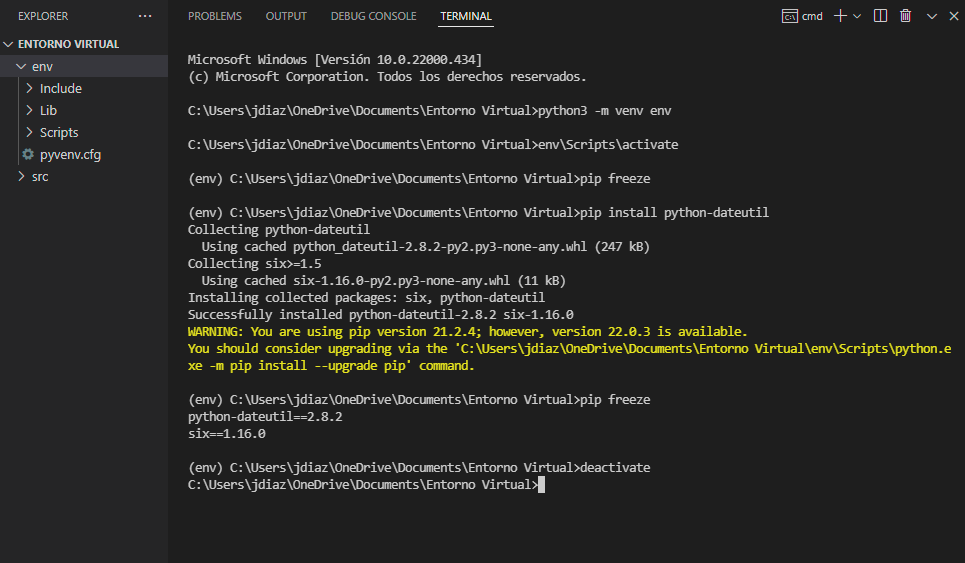 EXPLORER
ENTORNO VIRTUAL
env
Include
Lib
Scripts
pyvenv.cfg
src
PROBLEMS OUTPUT DEBUG CONSOLE TERMINAL
cmd
Microsoft Windows [Versión 10.0.22000.434]
(c) Microsoft Corporation. Todos los derechos reservados.
C:\Users\jdiaz\OneDrive\Documents\Entorno Virtual>python3 -m venv env
C:\Users\jdiaz\OneDrive\Documents\Entorno Virtual>env\Scripts\activate
(env) C:\Users\jdiaz\OneDrive\Documents\Entorno Virtual>pip freeze
(env) C:\Users\jdiaz\OneDrive\Documents\Entorno Virtual>pip install python-dateutil
Collecting python-dateutil
  Using cached python_dateutil-2.8.2-py2.py3-none-any.whl (247 kB)
Collecting six>=1.5
  Using cached six-1.16.0-py2.py3-none-any.whl (11 kB)
Installing collected packages: six, python-dateutil
Successfully installed python-dateutil-2.8.2 six-1.16.0
WARNING: You are using pip version 21.2.4; however, version 22.0.3 is available.
You should consider upgrading via the 'C:\Users\jdiaz\OneDrive\Documents\Entorno Virtual\env\Scripts\python.e
xe -m pip install --upgrade pip' command.
(env) C:\Users\jdiaz\OneDrive\Documents\Entorno Virtual>pip freeze
python-dateutil==2.8.2
six==1.16.0
(env) C:\Users\jdiaz\OneDrive\Documents\Entorno Virtual>deactivate
C:\Users\jdiaz\OneDrive\Documents\Entorno Virtual>